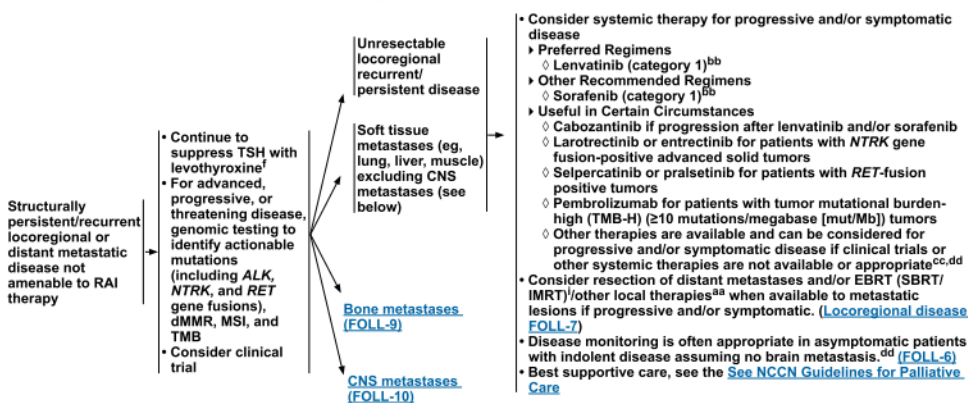 Structurally
persistent/recurrent
locoregional or
distant metastatic
disease not
amenable to RAI
therapy
• Continue to
suppress TSH with
levothyroxineᶠ
• For advanced,
progressive, or
threatening disease,
genomic testing to
identify actionable
mutations
(including ALK,
NTRK, and RET
gene fusions),
dMMR, MSI, and
TMB
• Consider clinical
trial
Unresectable
locoregional
recurrent/
persistent disease
Soft tissue
metastases (eg,
lung, liver, muscle)
excluding CNS
metastases (see
below)
Bone metastases
(FOLL-9)
CNS metastases
(FOLL-10)
• Consider systemic therapy for progressive and/or symptomatic
disease
▸ Preferred Regimens
◊ Lenvatinib (category 1)ᵇᵇ
▸ Other Recommended Regimens
◊ Sorafenib (category 1)ᵇᵇ
▸ Useful in Certain Circumstances
◊ Cabozantinib if progression after lenvatinib and/or sorafenib
◊ Larotrectinib or entrectinib for patients with NTRK gene
fusion-positive advanced solid tumors
◊ Selpercatinib or pralsetinib for patients with RET-fusion
positive tumors
◊ Pembrolizumab for patients with tumor mutational burden-
high (TMB-H) (≥10 mutations/megabase [mut/Mb]) tumors
◊ Other therapies are available and can be considered for
progressive and/or symptomatic disease if clinical trials or
other systemic therapies are not available or appropriateᶜᶜ,ᵈᵈ
• Consider resection of distant metastases and/or EBRT (SBRT/
IMRT)ⁱ/other local therapiesᵃᵃ when available to metastatic
lesions if progressive and/or symptomatic. (Locoregional disease
FOLL-7)
• Disease monitoring is often appropriate in asymptomatic patients
with indolent disease assuming no brain metastasis.ᵈᵈ (FOLL-6)
• Best supportive care, see the See NCCN Guidelines for Palliative
Care